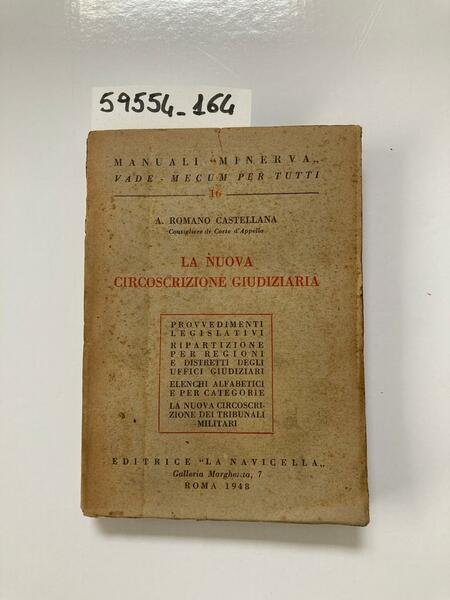 59554_164
MANUALI "MINERVA"
VADE - MECUM PER TUTTI
16
A. ROMANO CASTELLANA
Consigliere di Corte d'Appello
LA NUOVA
CIRCOSCRIZIONE GIUDIZIARIA
PROVVEDIMENTI
LEGISLATIVI
RIPARTIZIONE
PER REGIONI
E DISTRETTI DEGLI
UFFICI GIUDIZIARI
ELENCHI ALFABETICI
E PER CATEGORIE
LA NUOVA CIRCOSCRI-
ZIONE DEI TRIBUNALI
MILITARI
EDITRICE "LA NAVICELLA"
Galleria Margherita, 7
ROMA 1948